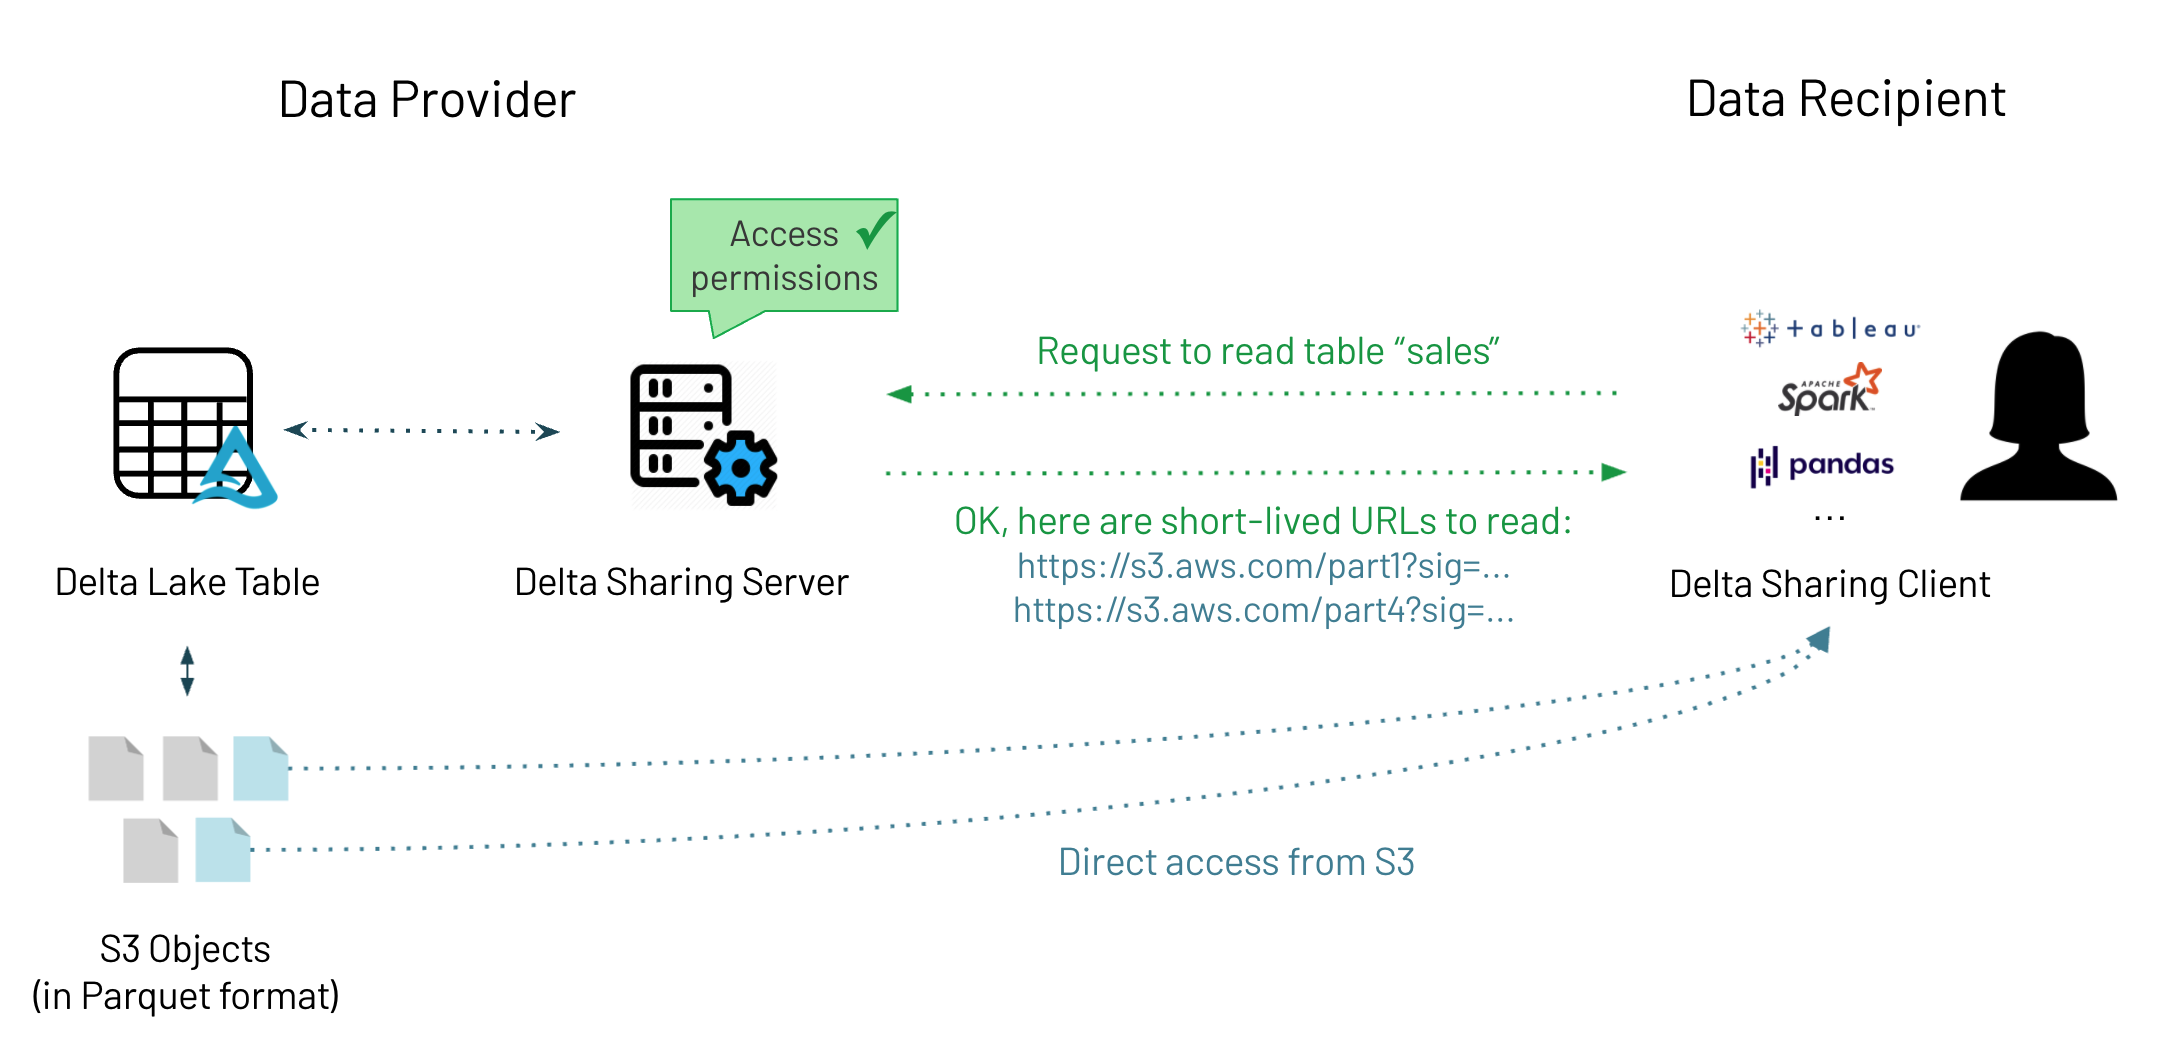 Data Provider
Data Recipient
Access
permissions
Request to read table “sales”
tableau
APACHE
Spark
pandas
...
OK, here are short-lived URLs to read:
https://s3.aws.com/part1?sig=...
https://s3.aws.com/part4?sig=...
Delta Lake Table
Delta Sharing Server
Delta Sharing Client
Direct access from S3
S3 Objects
(in Parquet format)